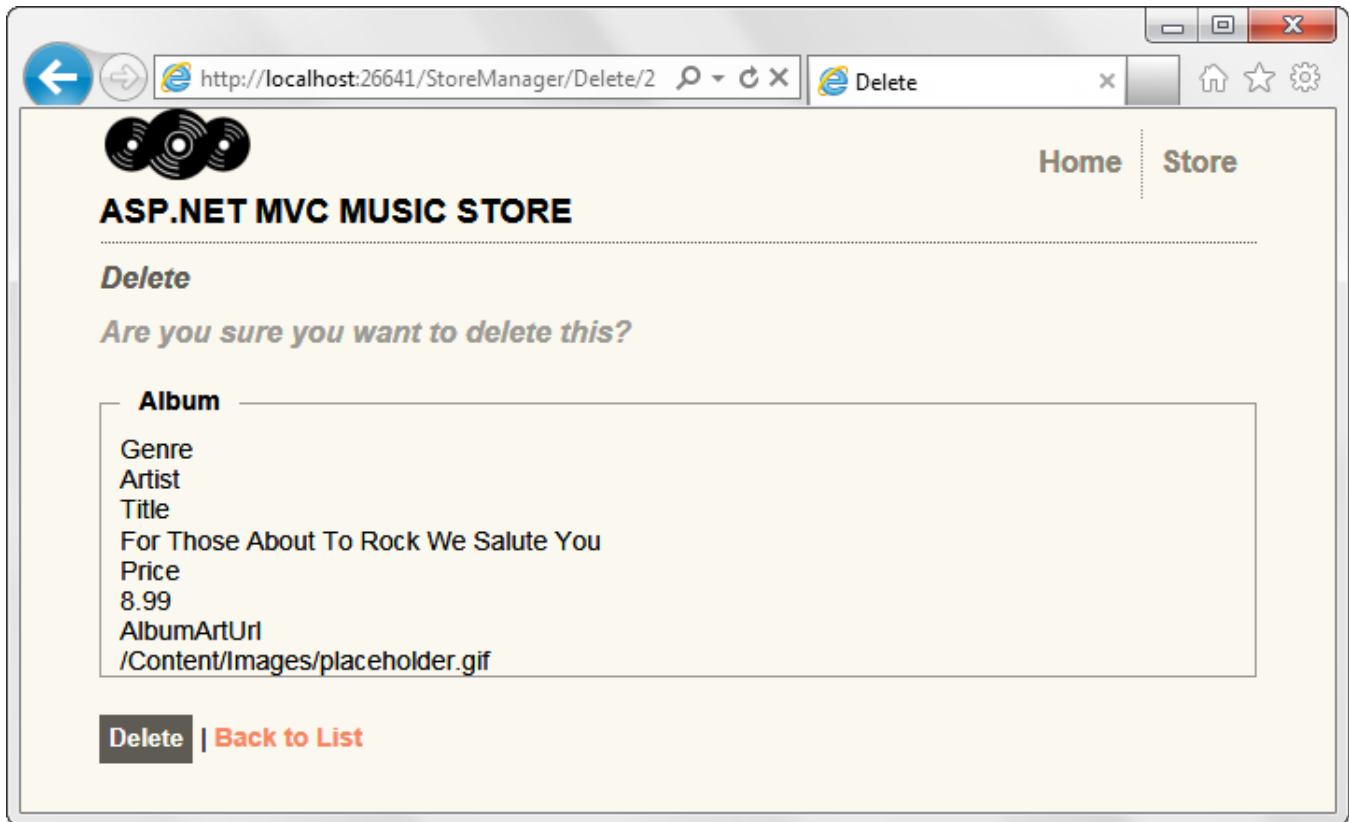 http://localhost:26641/StoreManager/Delete/2
Delete
Home
Store
ASP.NET MVC MUSIC STORE
Delete
Are you sure you want to delete this?
Album
Genre
Artist
Title
For Those About To Rock We Salute You
Price
8.99
AlbumArtUrl
/Content/Images/placeholder.gif
Delete | Back to List